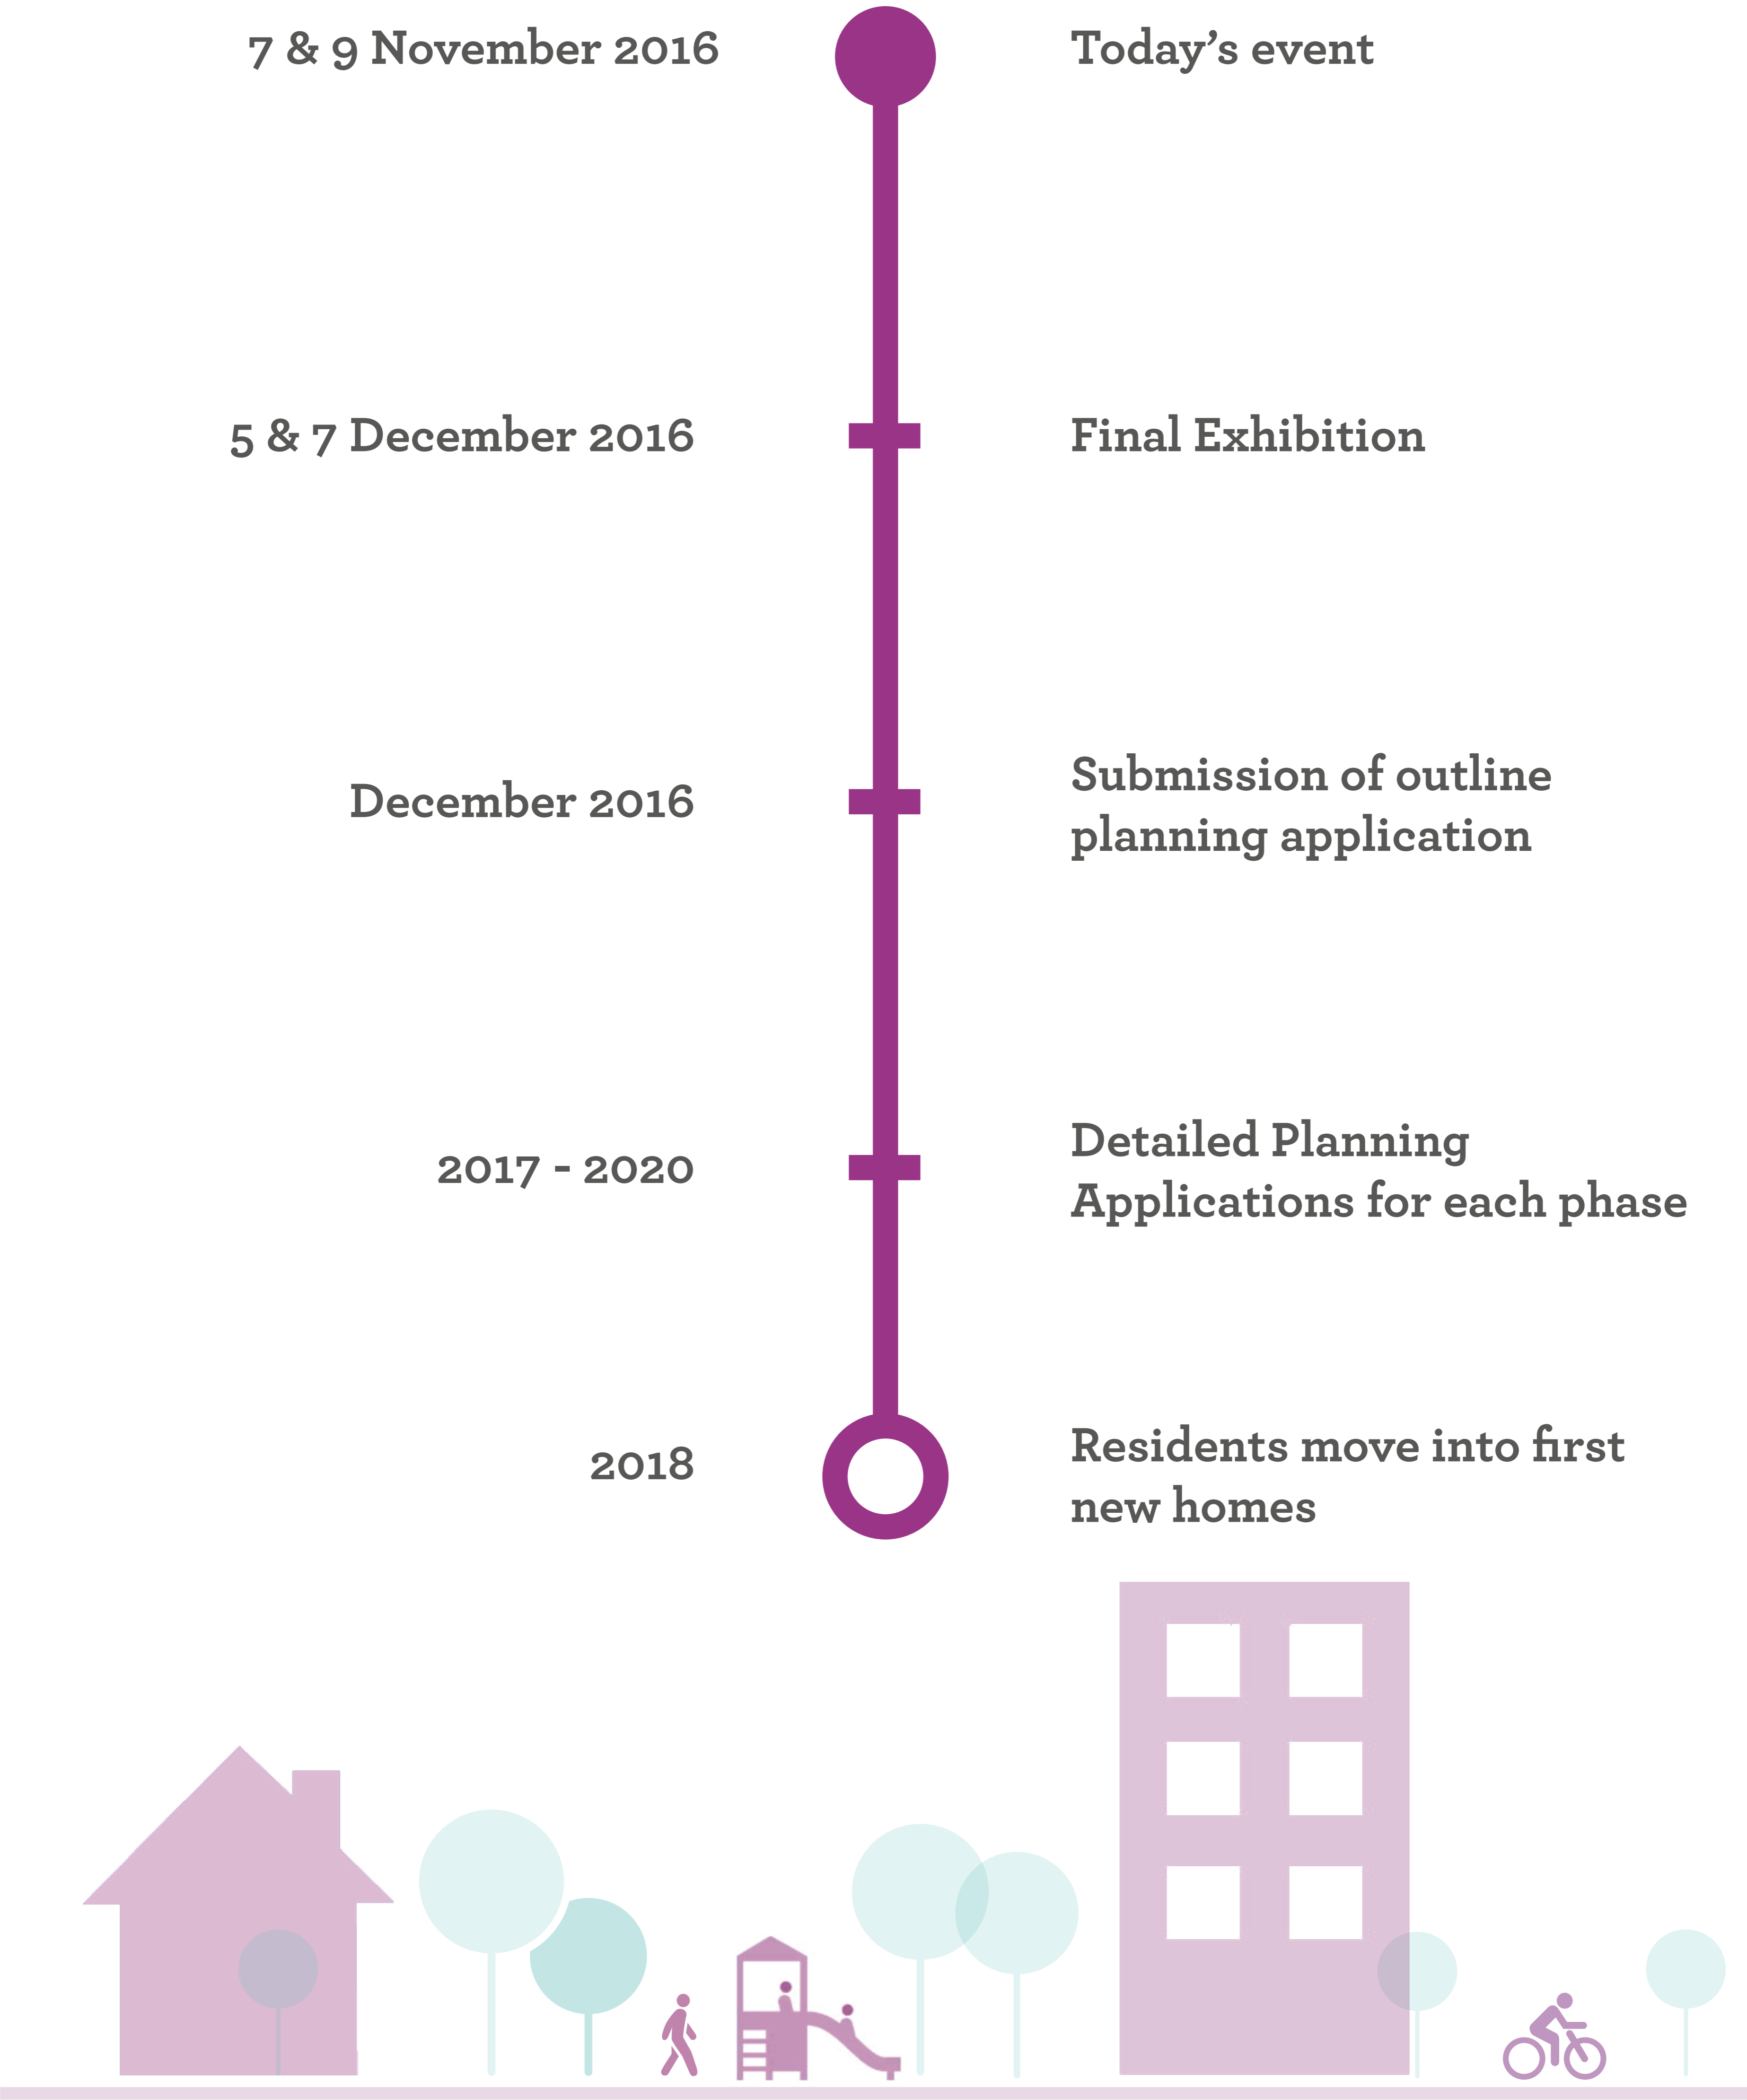 7 & 9 November 2016
Today’s event
5 & 7 December 2016
Final Exhibition
December 2016
Submission of outline
planning application
2017 - 2020
Detailed Planning
Applications for each phase
2018
Residents move into first
new homes